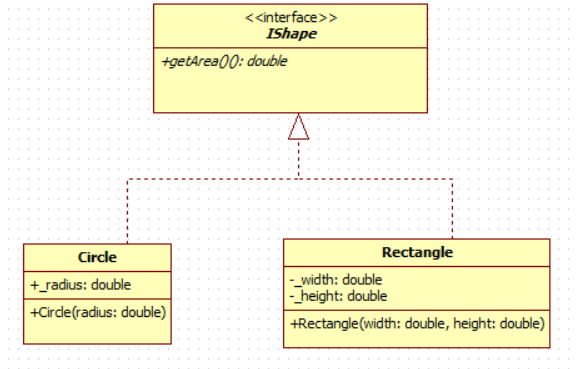 <<interface>>
IShape
+getArea()(): double
Circle
+_radius: double
+Circle(radius: double)
Rectangle
-_width: double
-_height: double
+Rectangle(width: double, height: double)